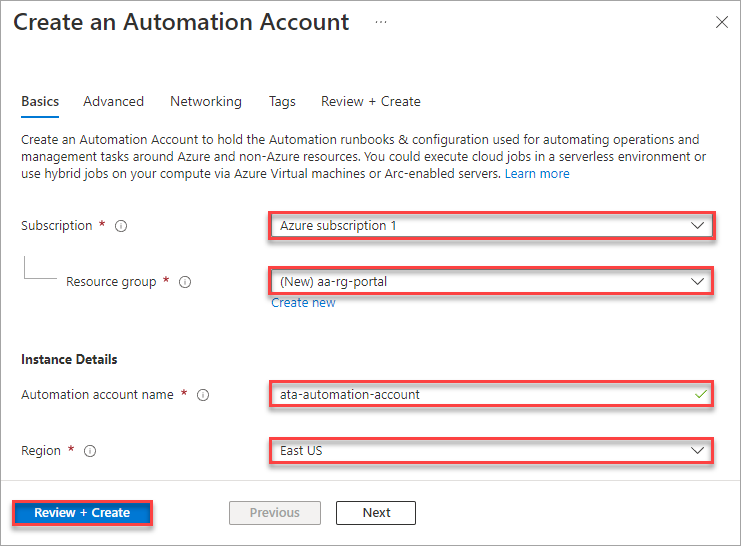 Create an Automation Account ...
Basics Advanced Networking Tags Review + Create
Create an Automation Account to hold the Automation runbooks & configuration used for automating operations and
management tasks around Azure and non-Azure resources. You could execute cloud jobs in a serverless environment or
use hybrid jobs on your compute via Azure Virtual machines or Arc-enabled servers. Learn more
Subscription * Azure subscription 1
Resource group * (New) aa-rg-portal
Create new
Instance Details
Automation account name * ata-automation-account
Region * East US
Review + Create Previous Next